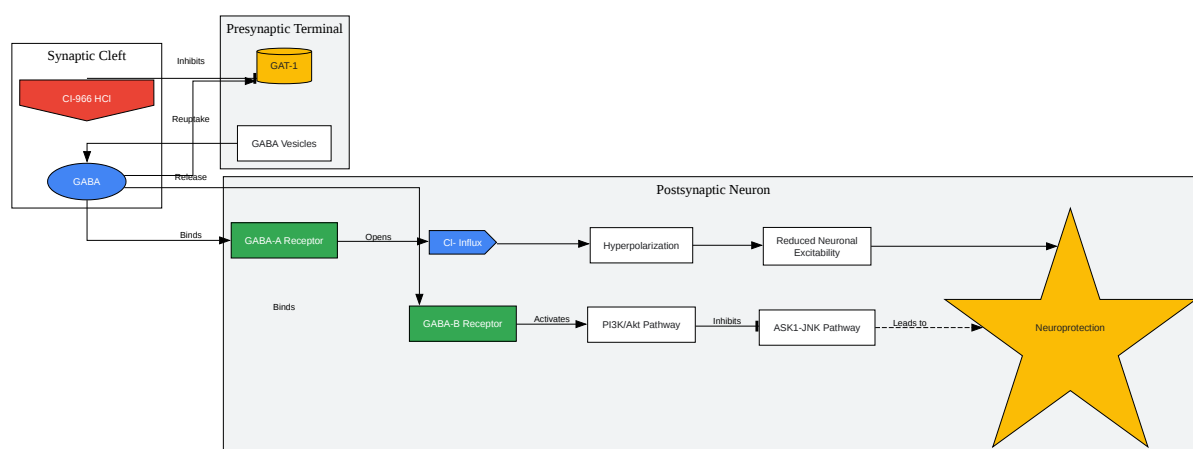 Presynaptic Terminal
Synaptic Cleft
Inhibits
GAT-1
CI-966 HCl
Reuptake
GABA Vesicles
GABA
Release
Postsynaptic Neuron
Binds
GABA-A Receptor
Opens
Cl- Influx
Hyperpolarization
Reduced Neuronal
Excitability
Binds
GABA-B Receptor
Activates
PI3K/Akt Pathway
Inhibits
ASK1-JNK Pathway
Leads to
Neuroprotection